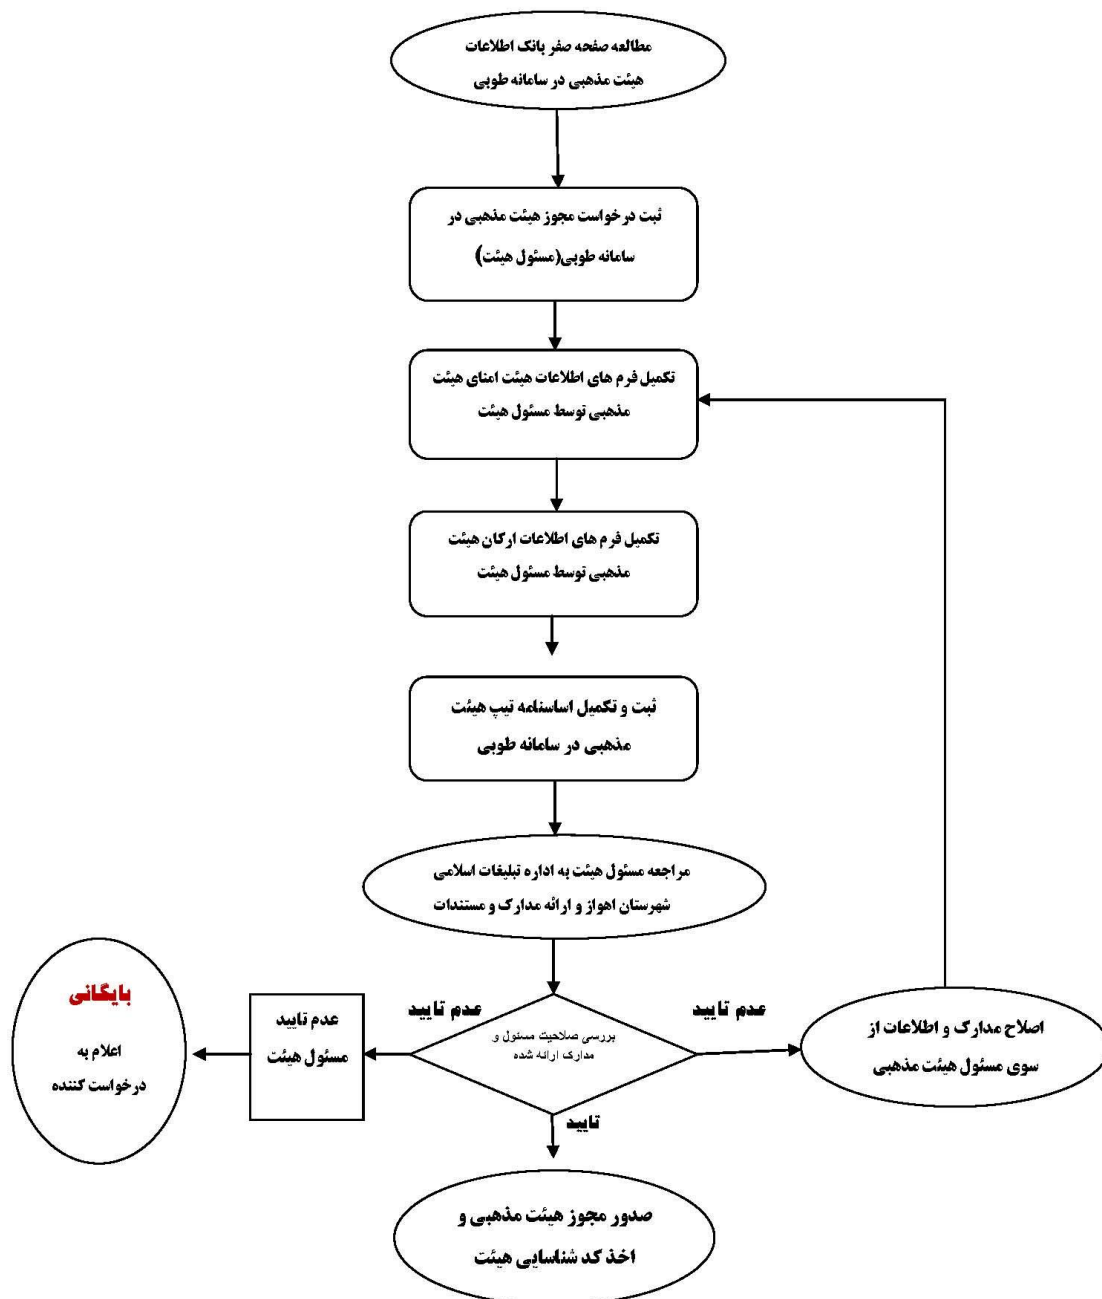 مطالعه صفحه صفر بانک اطلاعات
هیئت مذهبی در سامانه طوبی
ثبت درخواست مجوز هیئت مذهبی در
سامانه طوبی(مسئول هیئت)
تکمیل فرم های اطلاعات هیئت امنای هیئت
مذهبی توسط مسئول هیئت
تکمیل فرم های اطلاعات ارکان هیئت
مذهبی توسط مسئول هیئت
ثبت و تکمیل اساسنامه تیپ هیئت
مذهبی در سامانه طوبی
مراجعه مسئول هیئت به اداره تبلیغات اسلامی
شهرستان اهواز و ارائه مدارک و مستندات
بررسی صلاحیت مسئول و
مدارک ارائه شده
عدم تایید
اصلاح مدارک و اطلاعات از
سوی مسئول هیئت مذهبی
عدم تایید
عدم تایید
مسئول هیئت
بایگانی
اعلام به
درخواست کننده
تایید
صدور مجوز هیئت مذهبی و
اخذ کد شناسایی هیئت